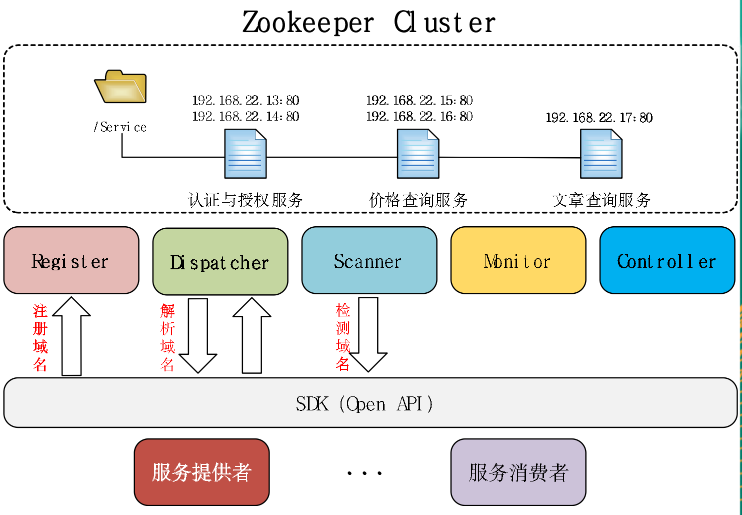 Zookeeper Cluster
192.168.22.13:80
192.168.22.14:80
192.168.22.15:80
192.168.22.16:80
192.168.22.17:80
/Service
认证与授权服务
价格查询服务
文章查询服务
Register
Dispatcher
Scanner
Monitor
Controller
注册域名
解析域名
检测域名
SDK (Open API)
服务提供者
...
服务消费者